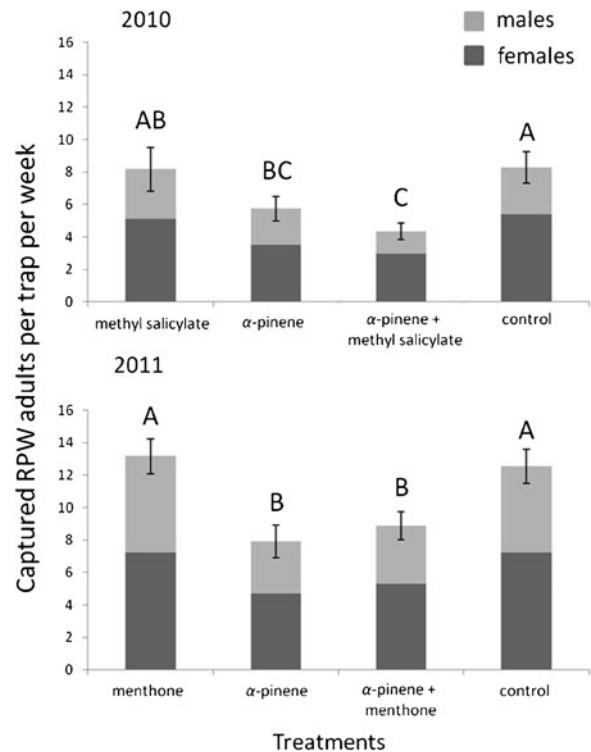 2010
males
females
Captured RPW adults per trap per week
16
14
12
10
8
6
4
2
0
AB
BC
C
A
methyl salicylate
α-pinene
α-pinene +
methyl salicylate
control
2011
16
14
12
10
8
6
4
2
0
A
B
B
A
menthone
α-pinene
α-pinene +
menthone
control
Treatments